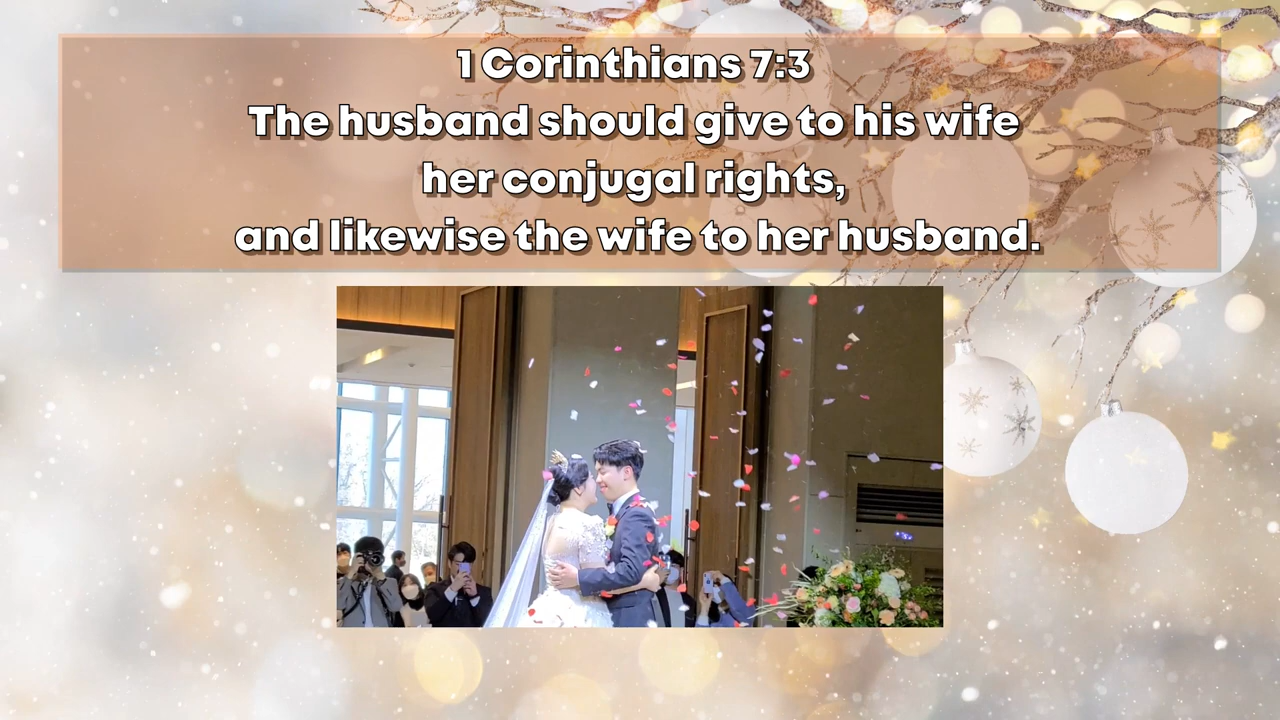 1 Corinthians 7:3
The husband should give to his wife
her conjugal rights,
and likewise the wife to her husband.